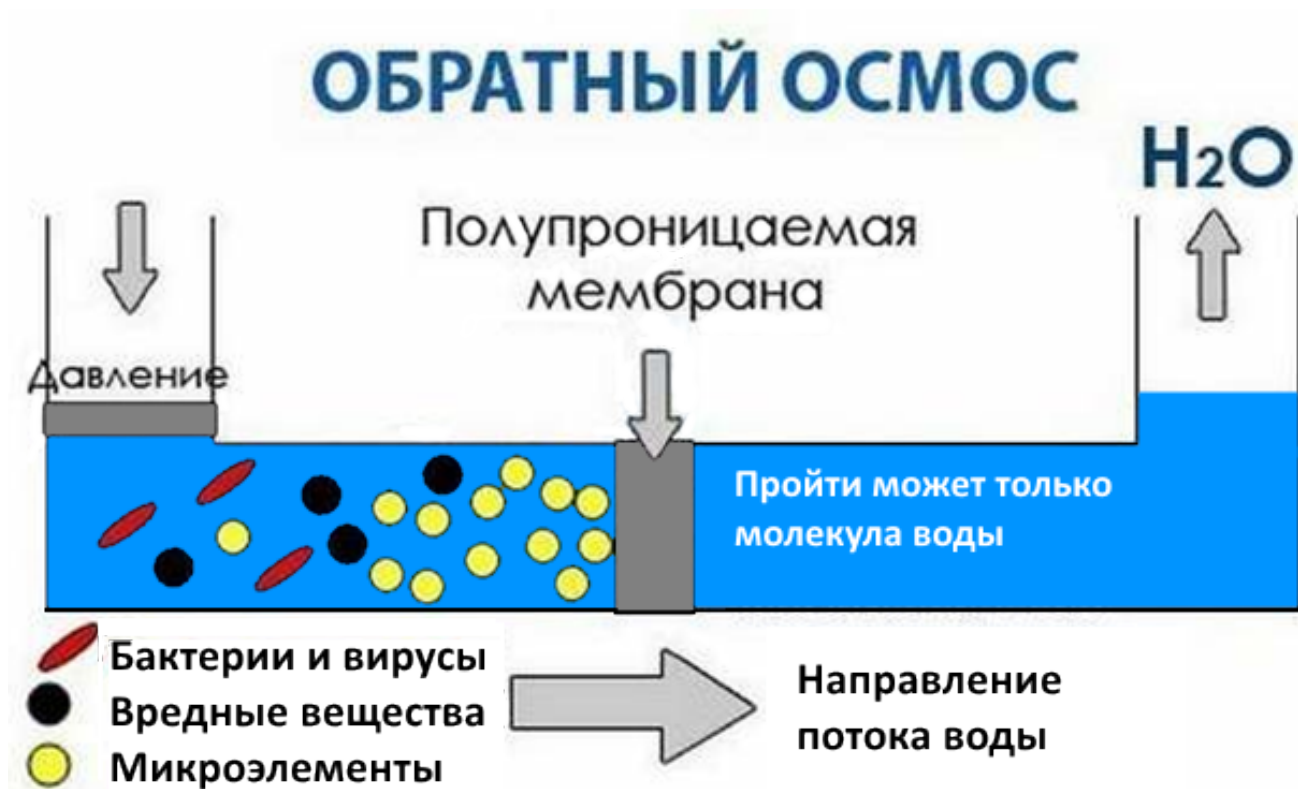 ОБРАТНЫЙ ОСМОС
H2O
Полупроницаемая
мембрана
Давление
Пройти может только
молекула воды
Бактерии и вирусы
Вредные вещества
Микроэлементы
Направление
потока воды